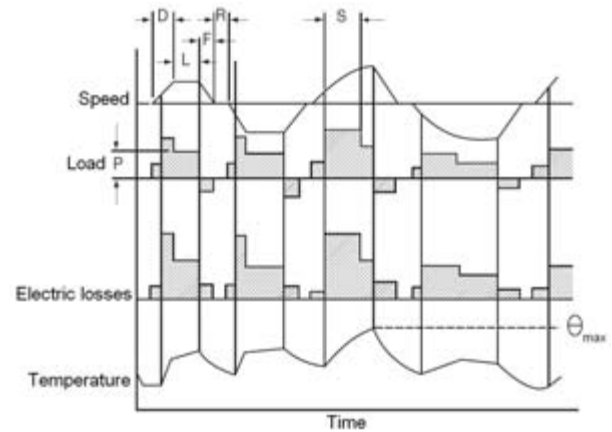 D
R
F
S
L
Speed
Load P
Electric losses
Θmax
Temperature
Time